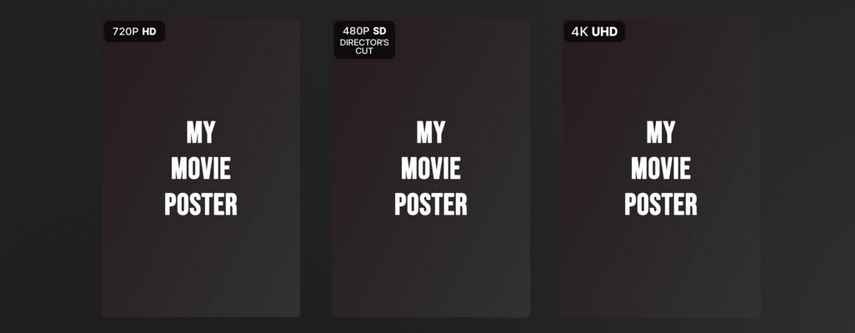 720P HD
MY
MOVIE
POSTER
480P SD
DIRECTOR'S
CUT
MY
MOVIE
POSTER
4K UHD
MY
MOVIE
POSTER